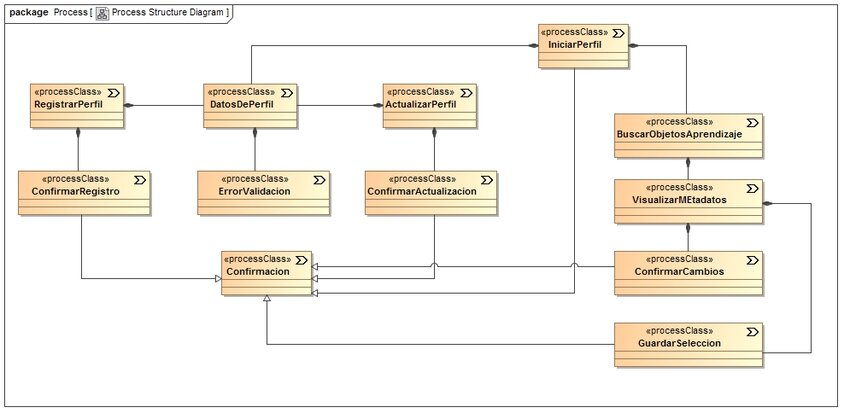 package Process [ Process Structure Diagram ]
«processClass»
IniciarPerfil
«processClass»
RegistrarPerfil
«processClass»
DatosDePerfil
«processClass»
ActualizarPerfil
«processClass»
BuscarObjetosAprendizaje
«processClass»
ConfirmarRegistro
«processClass»
ErrorValidacion
«processClass»
ConfirmarActualizacion
«processClass»
VisualizarMEtadatos
«processClass»
Confirmacion
«processClass»
ConfirmarCambios
«processClass»
GuardarSeleccion